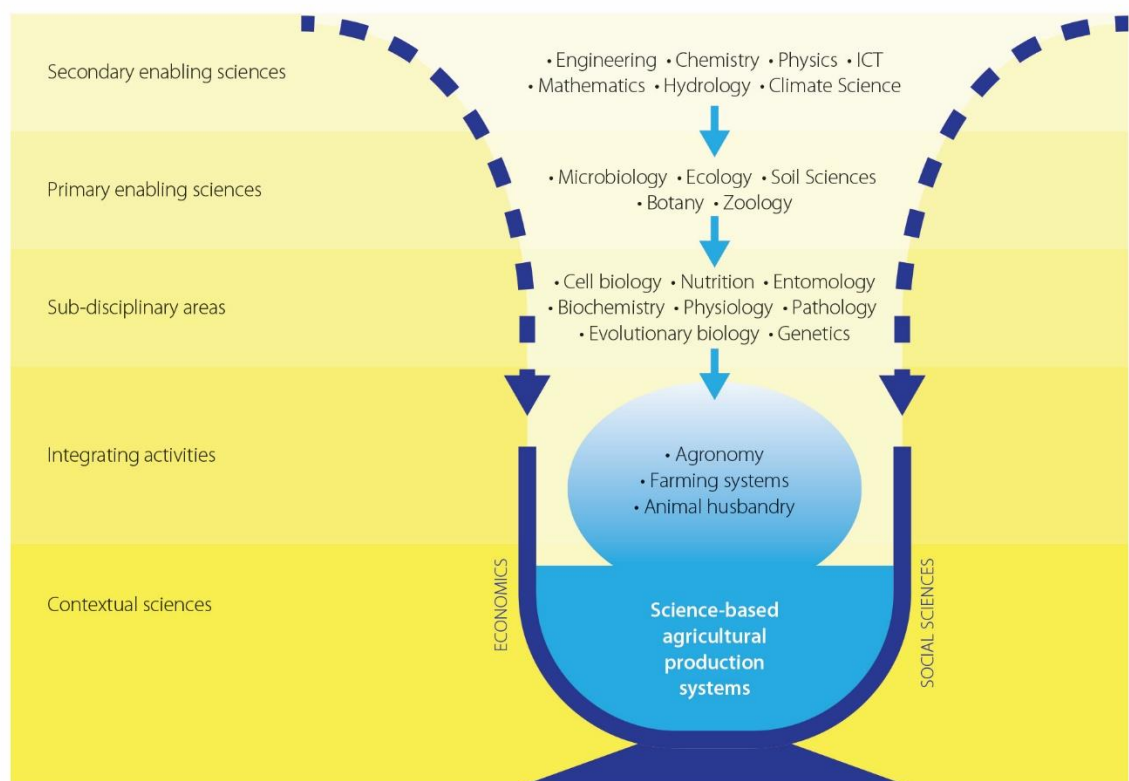 Secondary enabling sciences
• Engineering • Chemistry • Physics • ICT
• Mathematics • Hydrology • Climate Science
Primary enabling sciences
• Microbiology • Ecology • Soil Sciences
• Botany • Zoology
Sub-disciplinary areas
• Cell biology • Nutrition • Entomology
• Biochemistry • Physiology • Pathology
• Evolutionary biology • Genetics
Integrating activities
• Agronomy
• Farming systems
• Animal husbandry
Contextual sciences
ECONOMICS
Science-based
agricultural
production
systems
SOCIAL SCIENCES